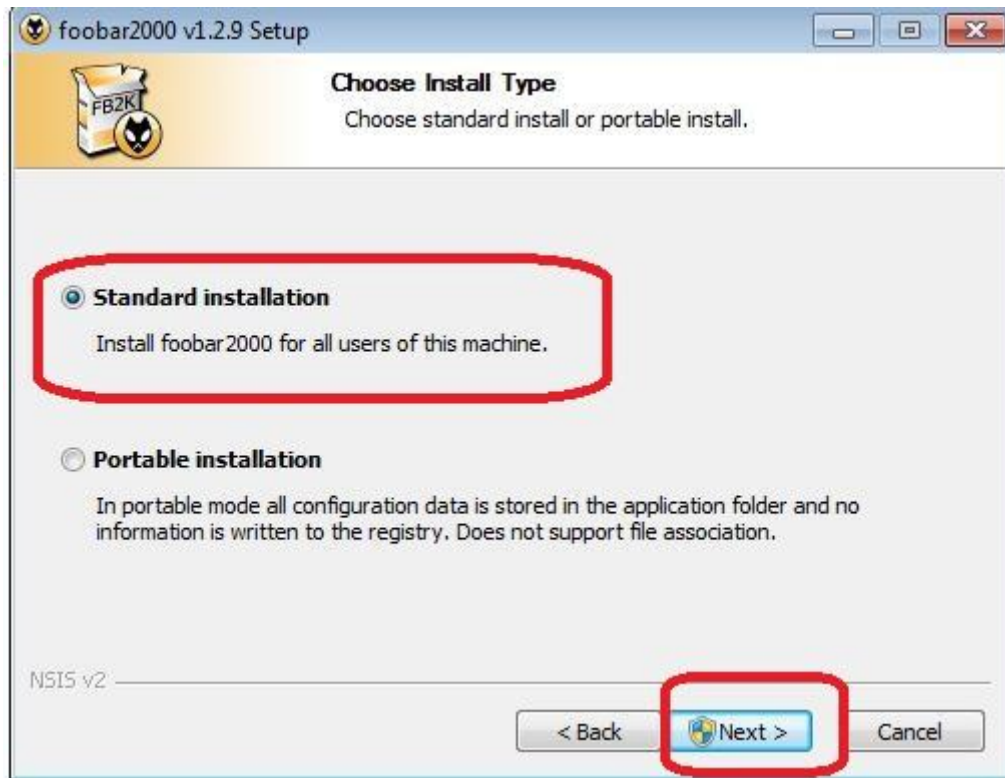 foobar2000 v1.2.9 Setup
FB2K
Choose Install Type
Choose standard install or portable install.
Standard installation
Install foobar2000 for all users of this machine.
Portable installation
In portable mode all configuration data is stored in the application folder and no
information is written to the registry. Does not support file association.
NSIS v2
< Back
Next >
Cancel